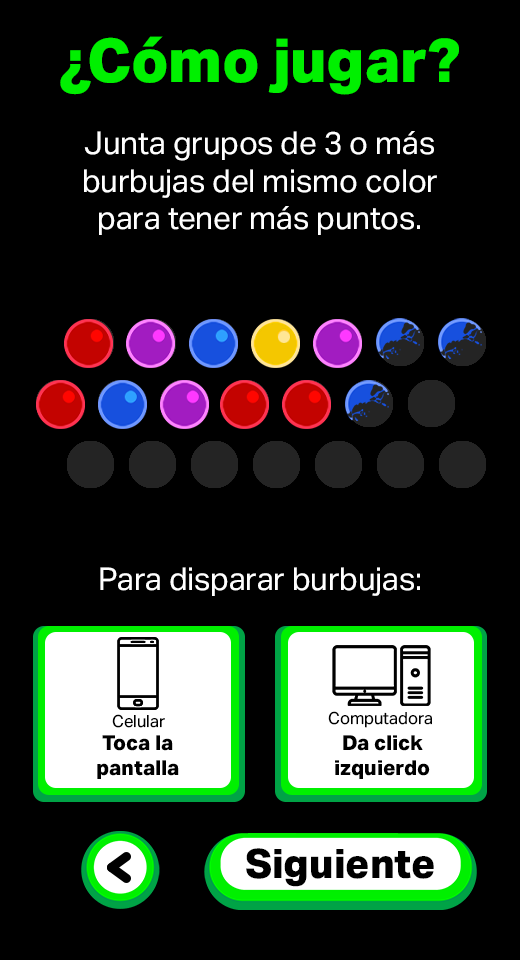 ¿Cómo jugar?
Junta grupos de 3 o más
burbujas del mismo color
para tener más puntos.
Para disparar burbujas:
Celular
Toca la
pantalla
Computadora
Da click
izquierdo
<
Siguiente